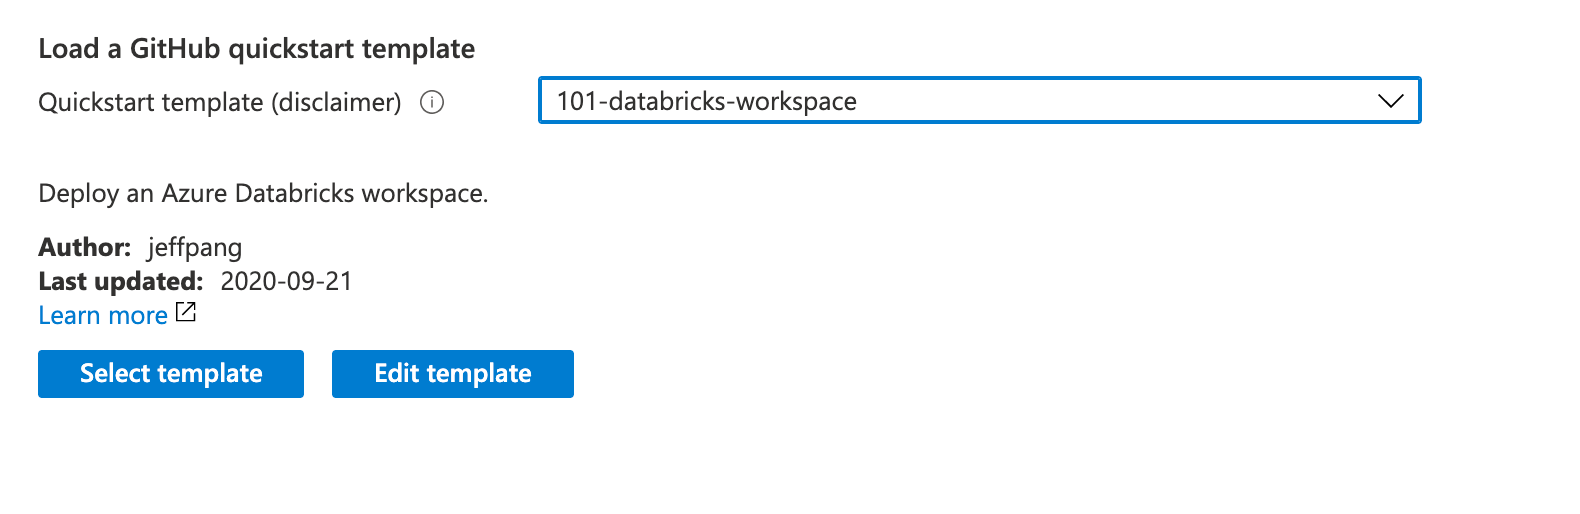 Load a GitHub quickstart template
Quickstart template (disclaimer)
101-databricks-workspace
Deploy an Azure Databricks workspace.
Author: jeffpang
Last updated: 2020-09-21
Learn more
Select template
Edit template